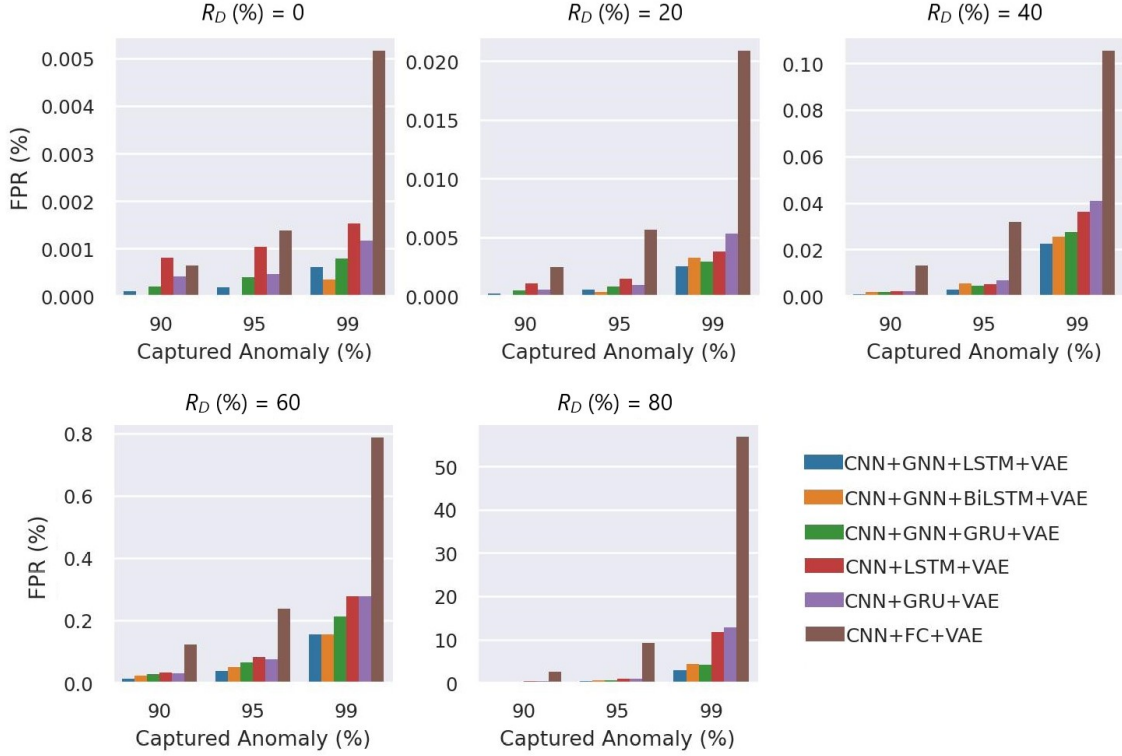 R_D (%) = 0
R_D (%) = 20
R_D (%) = 40
FPR (%)
0.005
0.004
0.003
0.002
0.001
0.000
90 95 99
Captured Anomaly (%)
0.020
0.015
0.010
0.005
0.000
90 95 99
Captured Anomaly (%)
0.10
0.08
0.06
0.04
0.02
0.00
90 95 99
Captured Anomaly (%)
R_D (%) = 60
R_D (%) = 80
FPR (%)
0.8
0.6
0.4
0.2
0.0
90 95 99
Captured Anomaly (%)
50
40
30
20
10
0
90 95 99
Captured Anomaly (%)
CNN+GNN+LSTM+VAE
CNN+GNN+BiLSTM+VAE
CNN+GNN+GRU+VAE
CNN+LSTM+VAE
CNN+GRU+VAE
CNN+FC+VAE